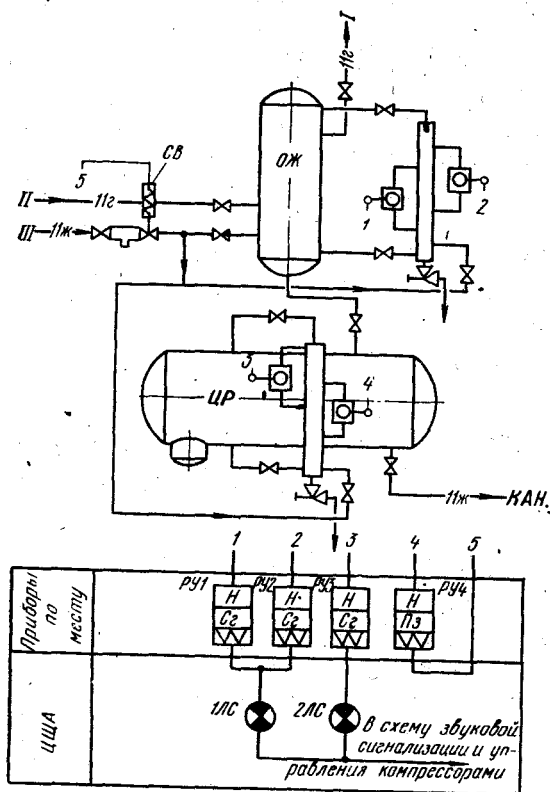 I
11г
СВ
5
ОЖ
II
11г
III
11ж
1
2
3
ЦР
4
11ж
КАН.
1
2
3
4
5
Приборы по месту
РУ1
РУ2
РУ3
РУ4
Н
Н
Н
Н
Сг
Сг
Сг
Пз
ЦЩА
1ЛС
2ЛС
В схему звуковой
сигнализации и уп-
равления компрессорами